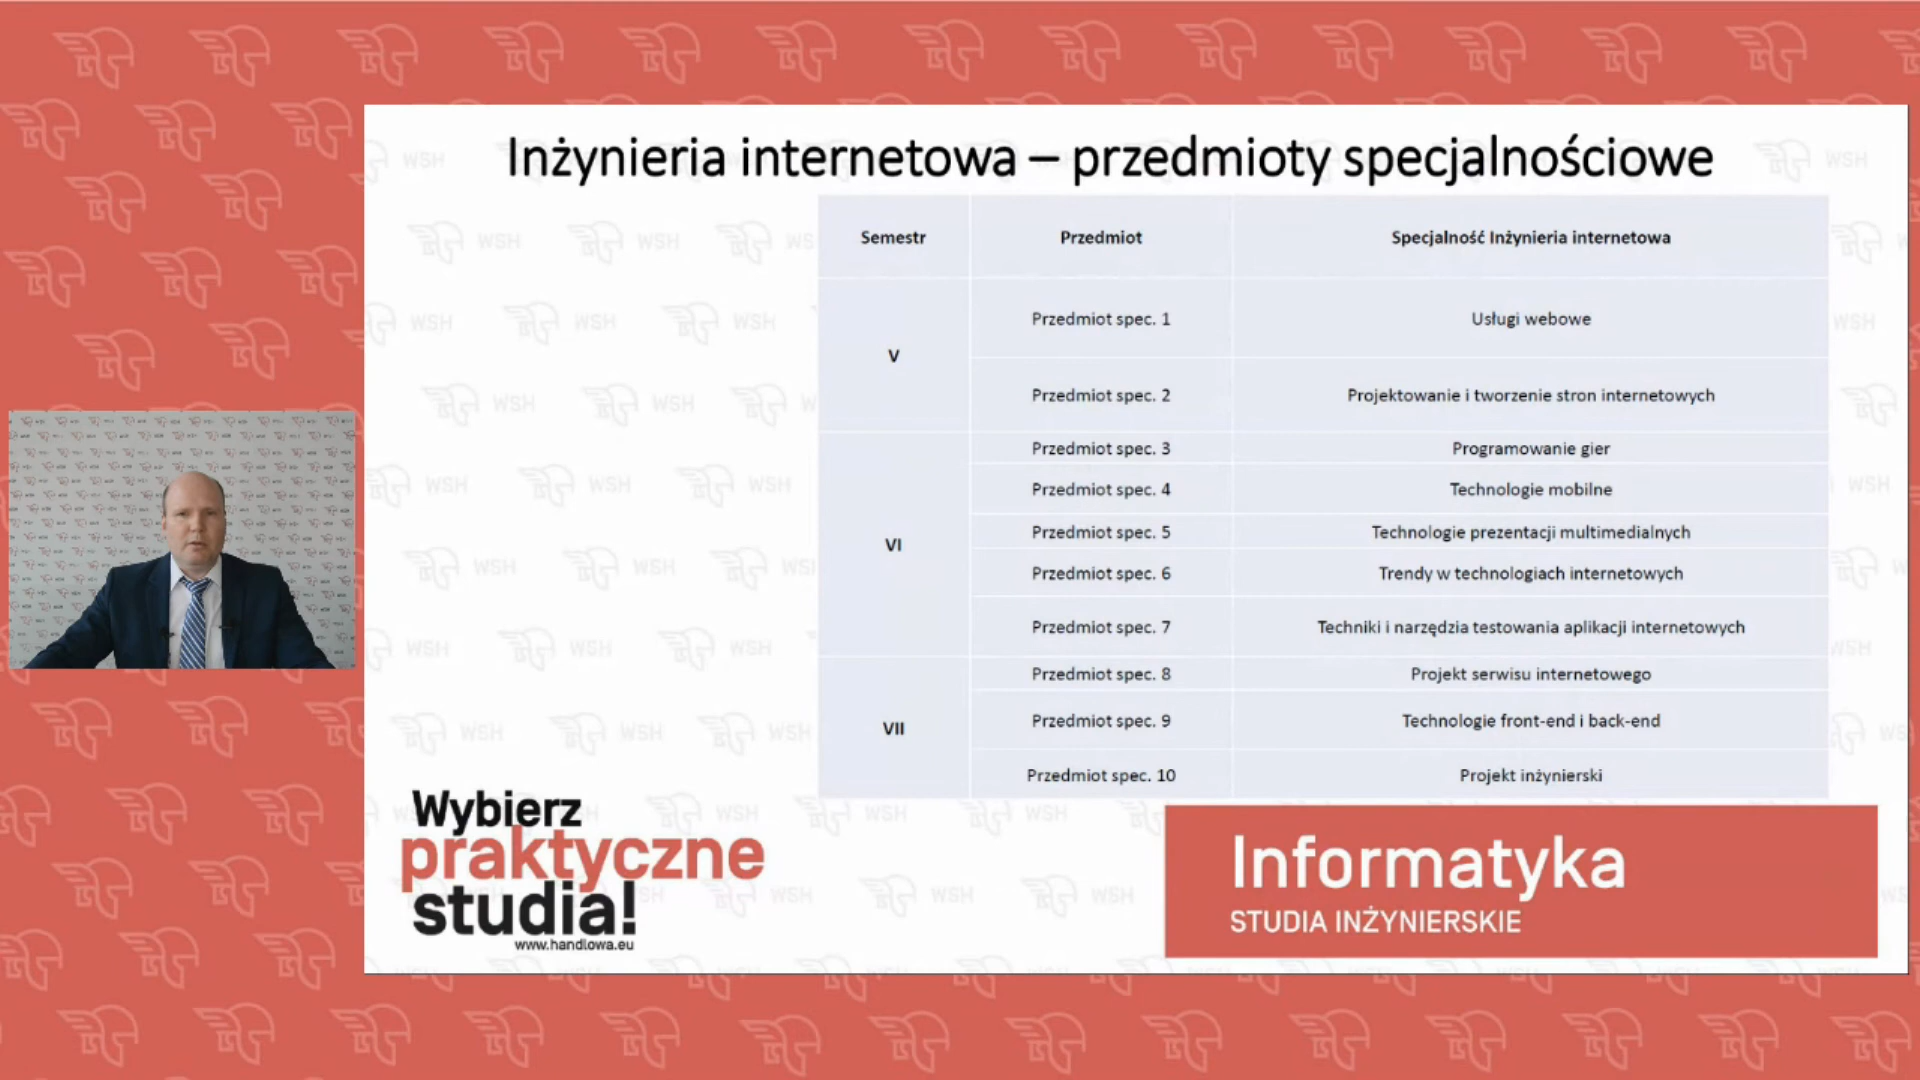 Inżynieria internetowa – przedmioty specjalnościowe
Semestr Przedmiot Specjalność Inżynieria internetowa
V
Przedmiot spec. 1 Usługi webowe
Przedmiot spec. 2 Projektowanie i tworzenie stron internetowych
VI
Przedmiot spec. 3 Programowanie gier
Przedmiot spec. 4 Technologie mobilne
Przedmiot spec. 5 Technologie prezentacji multimedialnych
Przedmiot spec. 6 Trendy w technologiach internetowych
Przedmiot spec. 7 Techniki i narzędzia testowania aplikacji internetowych
VII
Przedmiot spec. 8 Projekt serwisu internetowego
Przedmiot spec. 9 Technologie front-end i back-end
Przedmiot spec. 10 Projekt inżynierski
Wybierz
praktyczne
studia!
www.handlowa.eu
Informatyka
STUDIA INŻYNIERSKIE
WSH